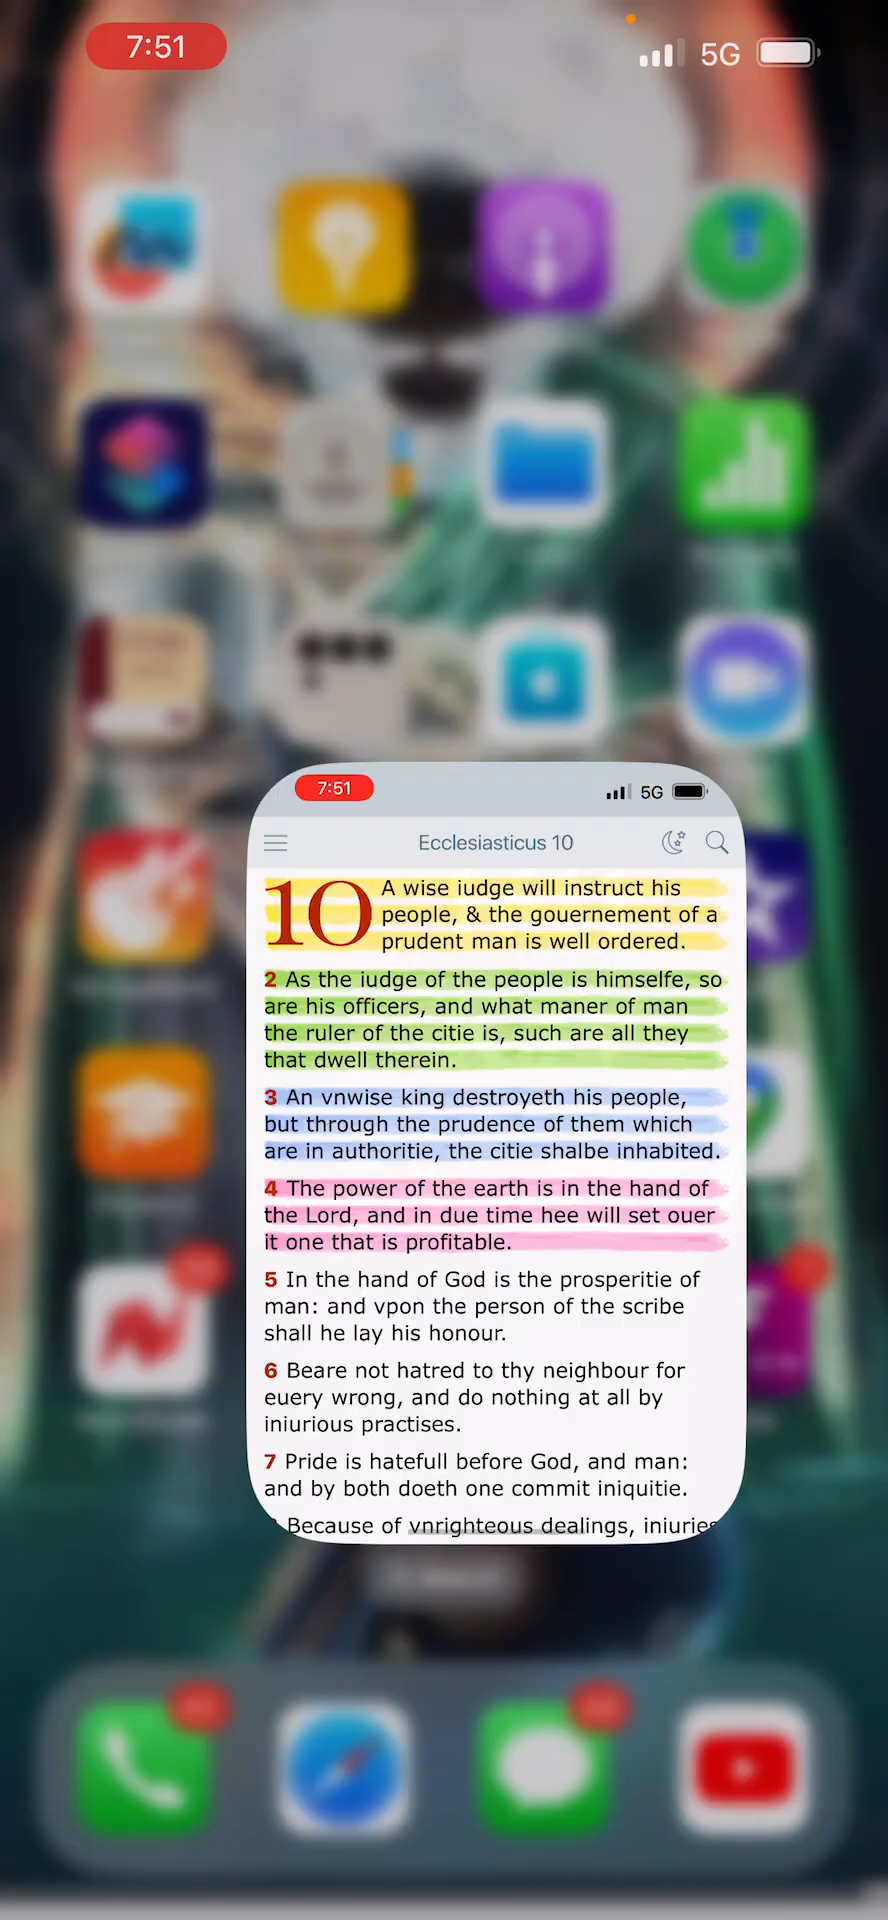 7:51
5G
7:51
5G
Ecclesiasticus 10
10 A wise iudge will instruct his
people, & the gouernement of a
prudent man is well ordered.
2 As the iudge of the people is himselfe, so
are his officers, and what maner of man
the ruler of the citie is, such are all they
that dwell therein.
3 An vnwise king destroyeth his people,
but through the prudence of them which
are in authoritie, the citie shalbe inhabited.
4 The power of the earth is in the hand of
the Lord, and in due time hee will set ouer
it one that is profitable.
5 In the hand of God is the prosperitie of
man: and vpon the person of the scribe
shall he lay his honour.
6 Beare not hatred to thy neighbour for
euery wrong, and do nothing at all by
iniurious practises.
7 Pride is hatefull before God, and man:
and by both doeth one commit iniquitie.
Because of vnrighteous dealings, iniuries